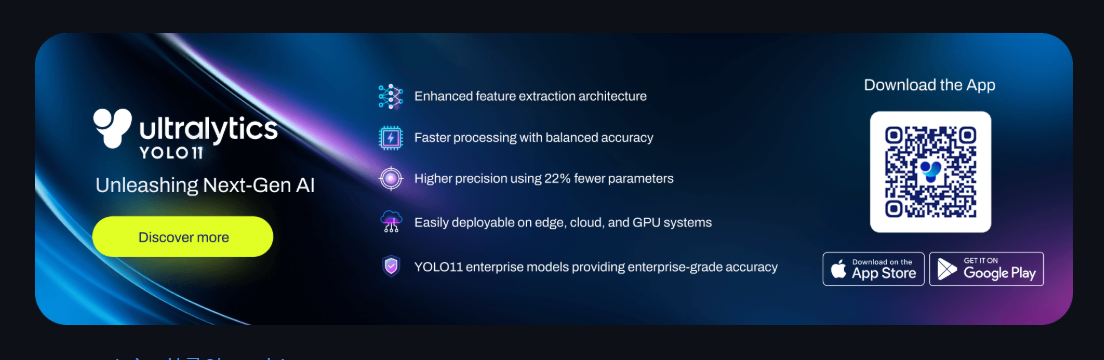 ultralytics
YOLO11
Unleashing Next-Gen AI
Discover more
Enhanced feature extraction architecture
Faster processing with balanced accuracy
Higher precision using 22% fewer parameters
Easily deployable on edge, cloud, and GPU systems
YOLO11 enterprise models providing enterprise-grade accuracy
Download the App
Download on the
App Store
GET IT ON
Google Play